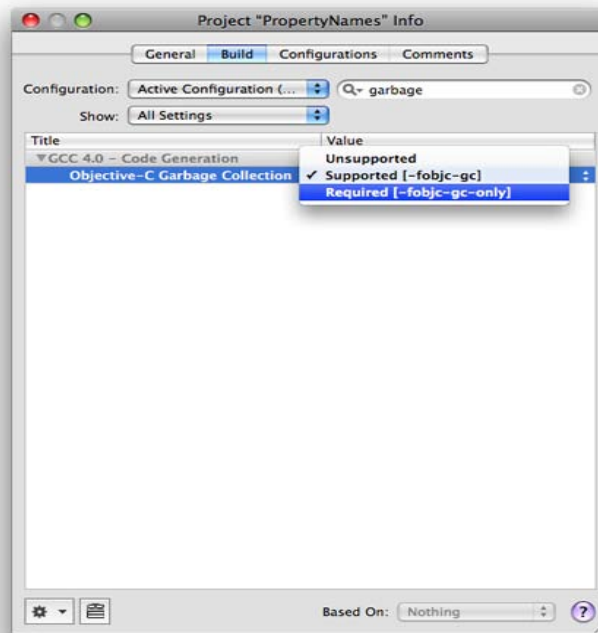 Project "PropertyNames" Info
General Build Configurations Comments
Configuration: Active Configuration (... garbage
Show: All Settings
Title Value
GCC 4.0 – Code Generation Unsupported
Objective-C Garbage Collection ✓ Supported [-fobjc-gc]
Required [-fobjc-gc-only]
Based On: Nothing ?